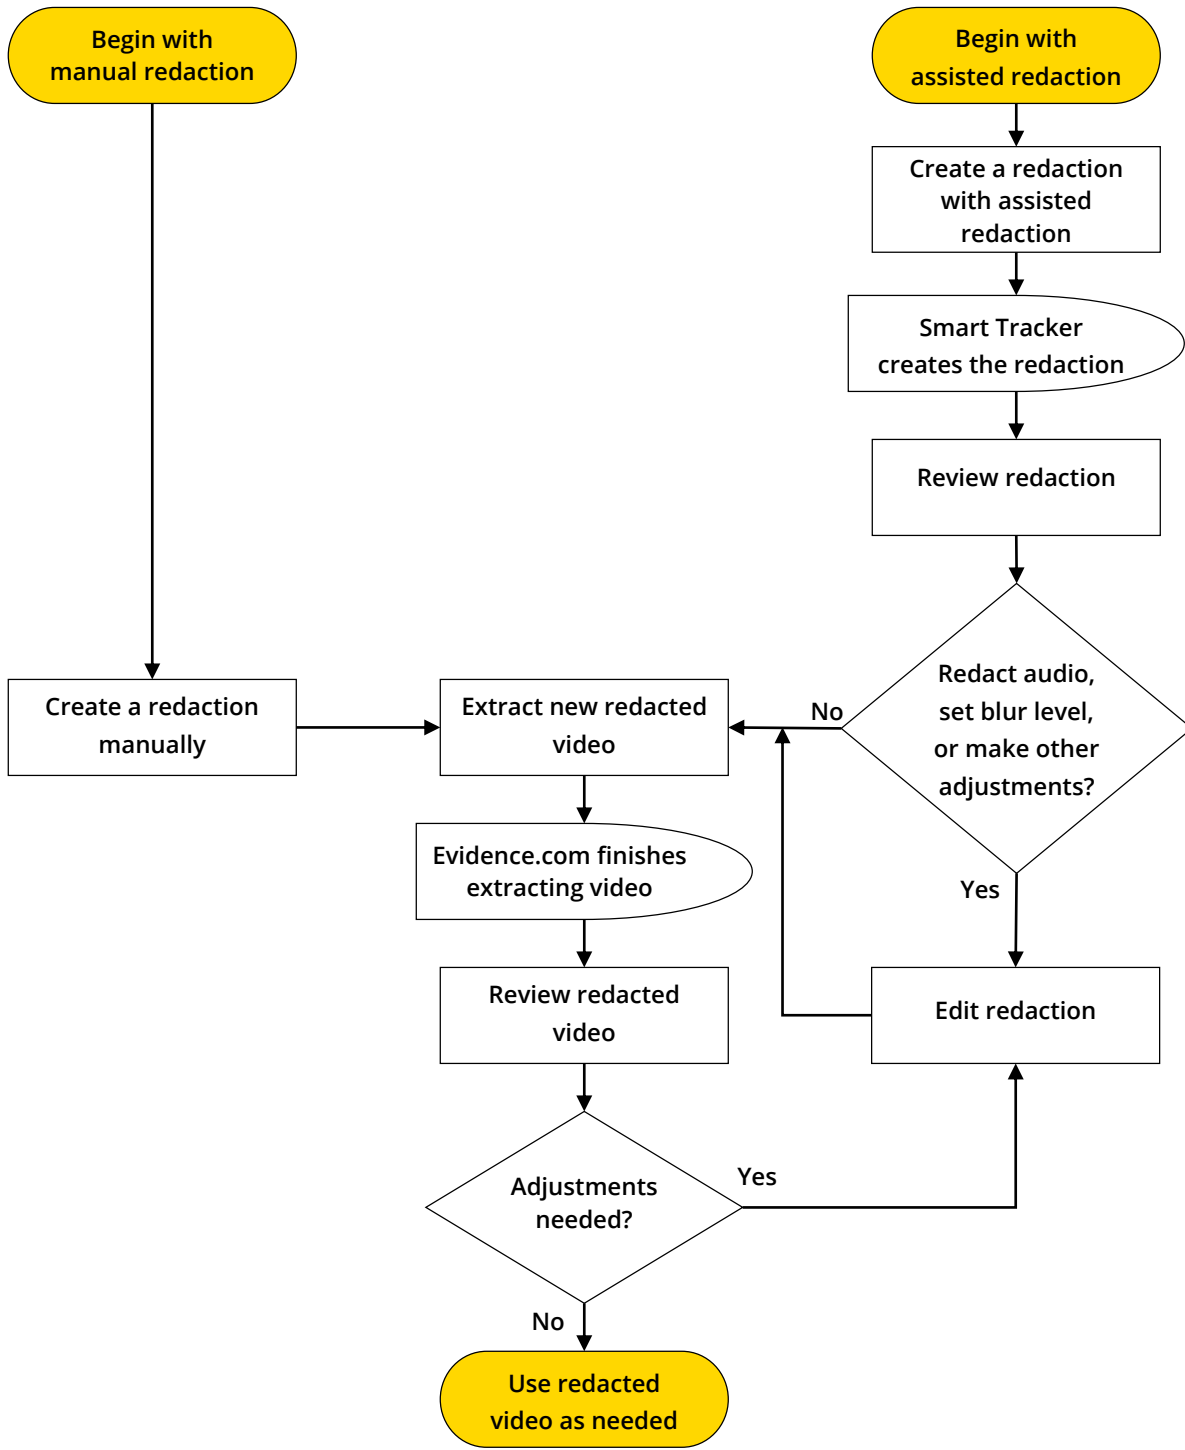 Begin with
manual redaction
Begin with
assisted redaction
Create a redaction
with assisted
redaction
Smart Tracker
creates the redaction
Review redaction
Redact audio,
set blur level,
or make other
adjustments?
No
Yes
Create a redaction
manually
Extract new redacted
video
Evidence.com finishes
extracting video
Review redacted
video
Edit redaction
Adjustments
needed?
Yes
No
Use redacted
video as needed